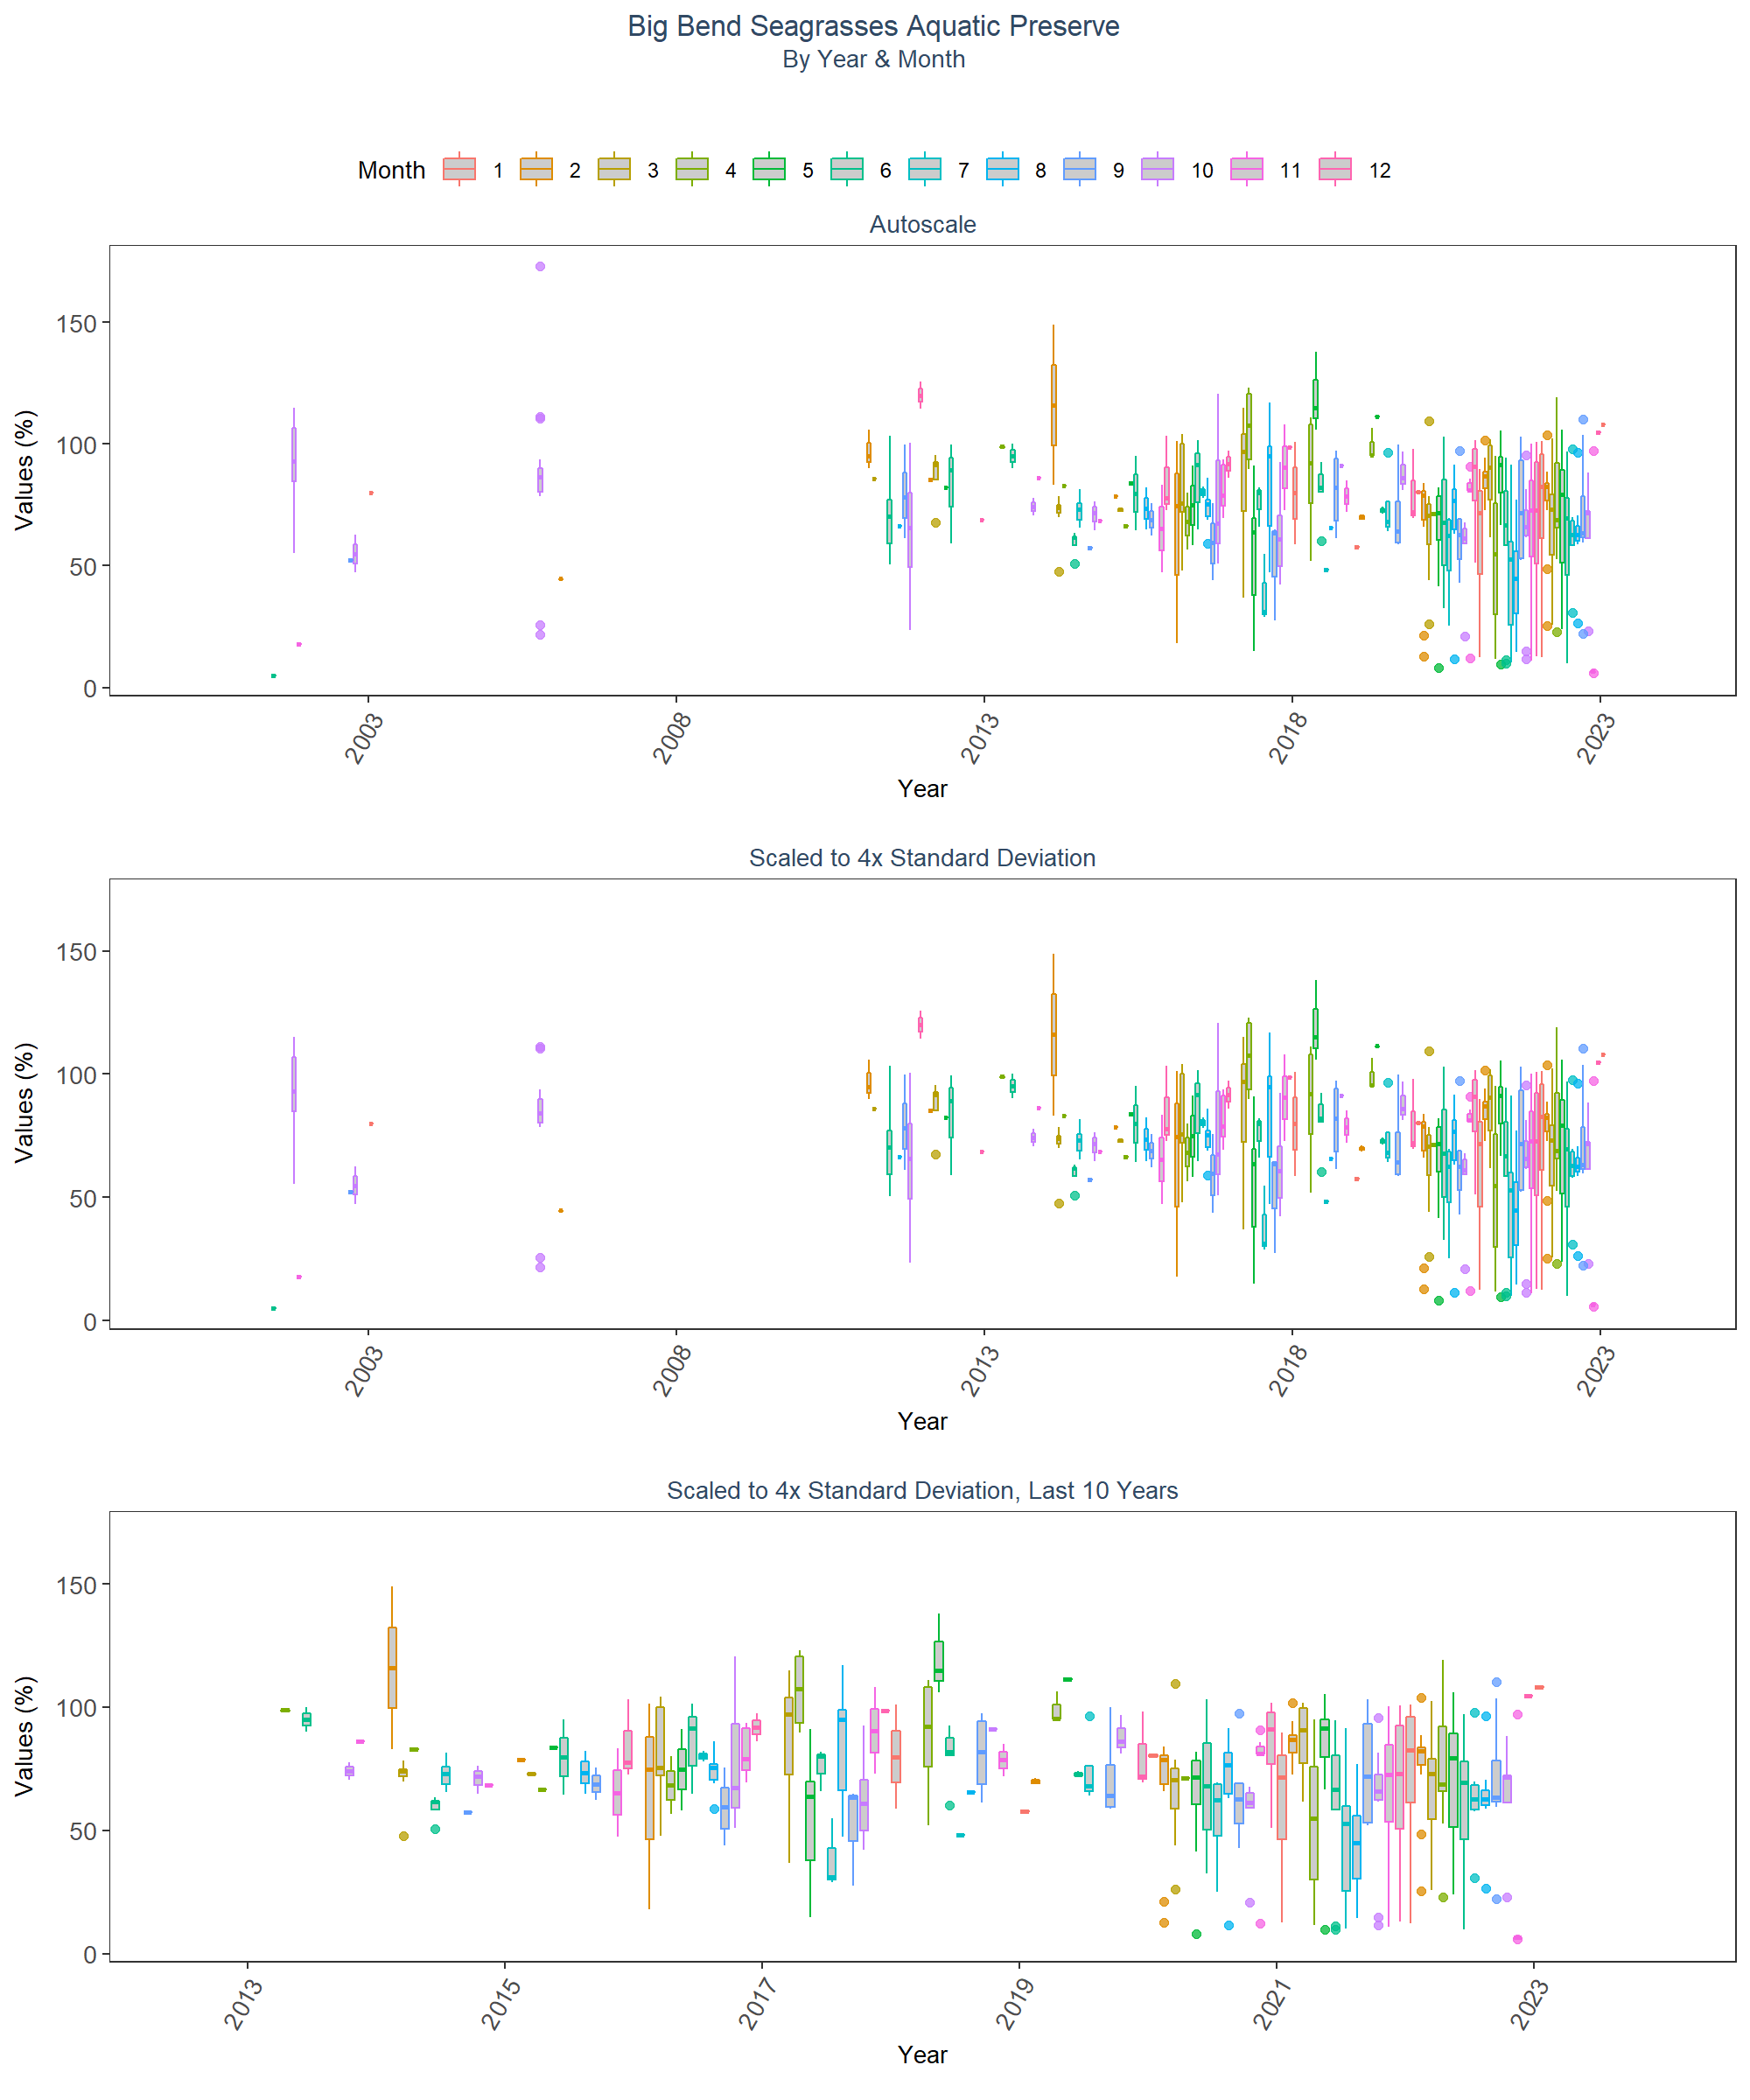 Big Bend Seagrasses Aquatic Preserve
By Year & Month
Month 1 2 3 4 5 6 7 8 9 10 11 12
Autoscale
Values (%)
150
100
50
0
2003 2008 2013 2018 2023
Year
Scaled to 4x Standard Deviation
Values (%)
150
100
50
0
2003 2008 2013 2018 2023
Year
Scaled to 4x Standard Deviation, Last 10 Years
Values (%)
150
100
50
0
2013 2015 2017 2019 2021 2023
Year